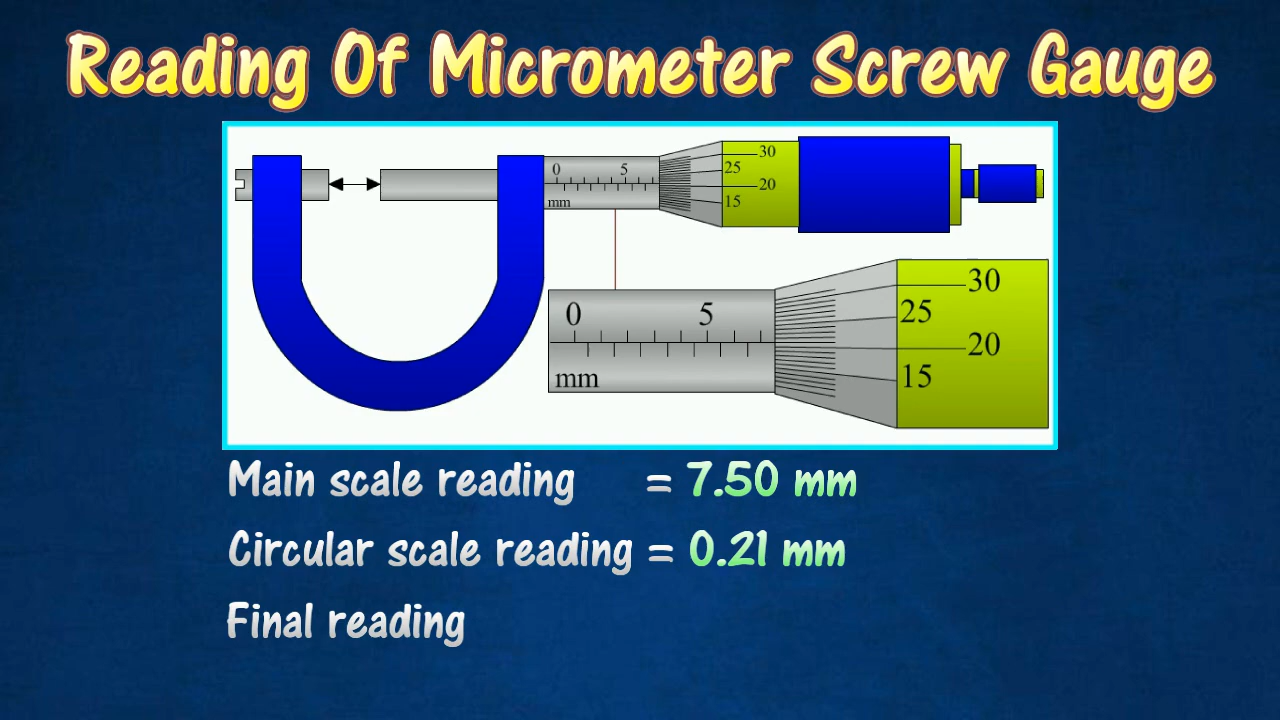 Reading Of Micrometer Screw Gauge
0 5 30
25
20
mm 15
30
0 5 25
20
mm 15
Main scale reading = 7.50 mm
Circular scale reading = 0.21 mm
Final reading